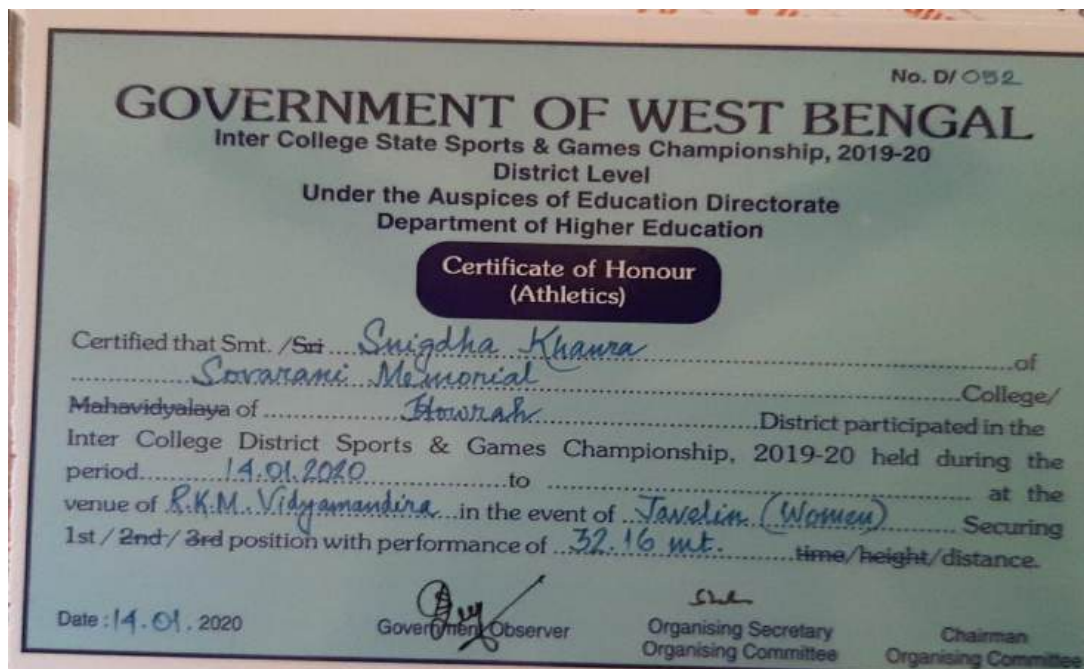 No. D/ 052
GOVERNMENT OF WEST BENGAL
Inter College State Sports & Games Championship, 2019-20
District Level
Under the Auspices of Education Directorate
Department of Higher Education
Certificate of Honour
(Athletics)
Certified that Smt. /Sri ... Snigdha Khanra ... of
... Sovarani Memorial ... College/
Mahavidyalaya of ... Howrah ... District participated in the
Inter College District Sports & Games Championship, 2019-20 held during the
period... 14.01.2020 ... to ... at the
venue of R.K.M. Vidyamandira ... in the event of ... Javelin (Women) ... Securing
1st / 2nd / 3rd position with performance of ... 32.16 mt. ... time/height/distance.
Date : 14.01.2020
Government Observer
Organising Secretary
Organising Committee
Chairman
Organising Committee